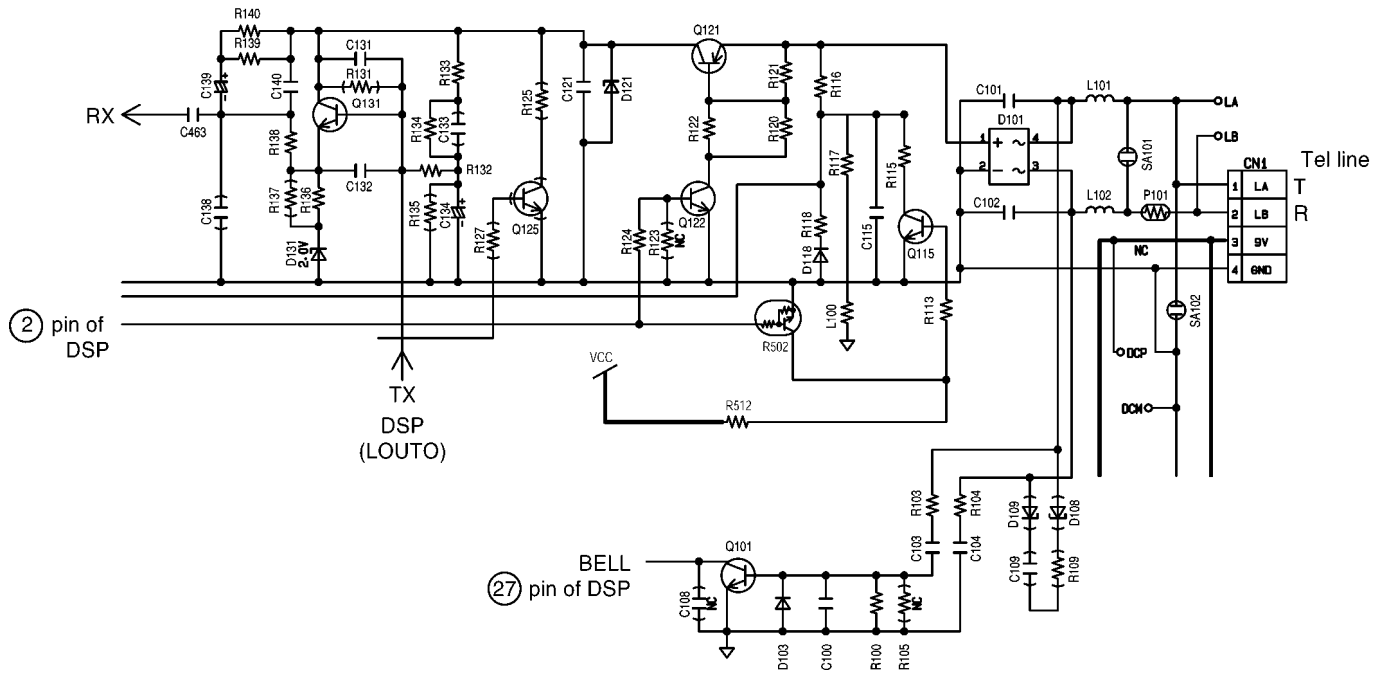 R140
R139
C139
+
-
C140
C131
R131
Q131
RX
C463
R138
R137
R136
C138
D131
2.0V
C132
R133
R134
C133
R132
R135
C134
+
-
R127
R125
Q125
C121
D121
Q121
R121
R122
R120
Q122
R124
R123
NC
R116
R117
R115
R118
D118
C115
Q115
L100
R113
C101
D101
1 + ~ 4
2 - ~ 3
C102
L101
L102
SA101
P101
LA
LB
CN1
Tel line
1 LA T
2 LB R
3 9V
4 GND
NC
SA102
DCP
DCM
2 pin of
DSP
TX
DSP
(LOUTO)
R502
VCC
R512
R103
R104
C103
C104
D109
D108
C109
R109
BELL
27 pin of DSP
Q101
C108
NC
D103
C100
R100
R105
NC